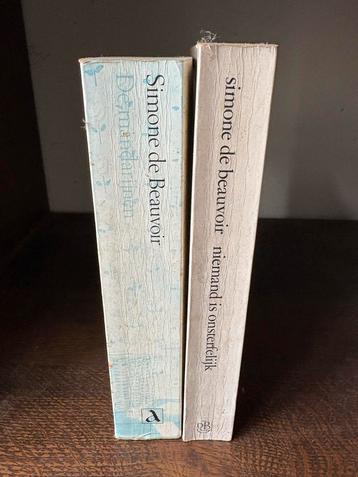 Simone de Beauvoir
De mandarijnen
a
simone de beauvoir niemand is onsterfelijk